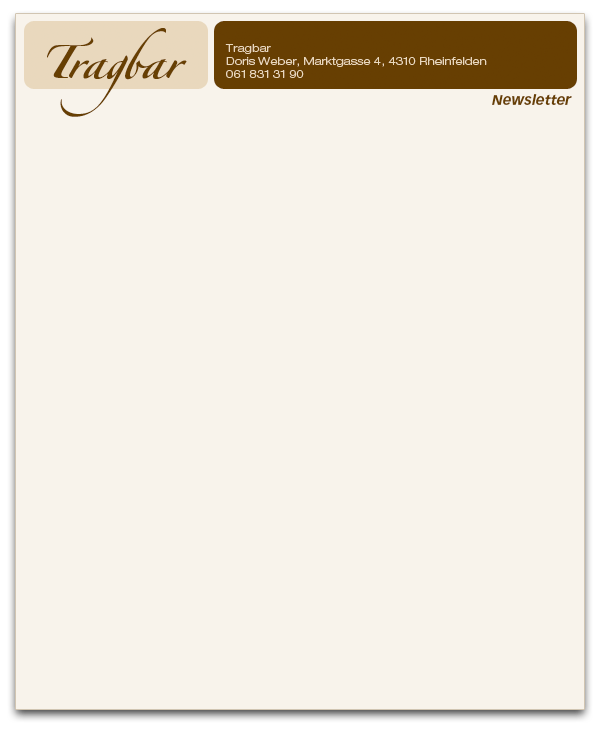 Tragbar
Tragbar
Doris Weber, Marktgasse 4, 4310 Rheinfelden
061 831 31 90
Newsletter